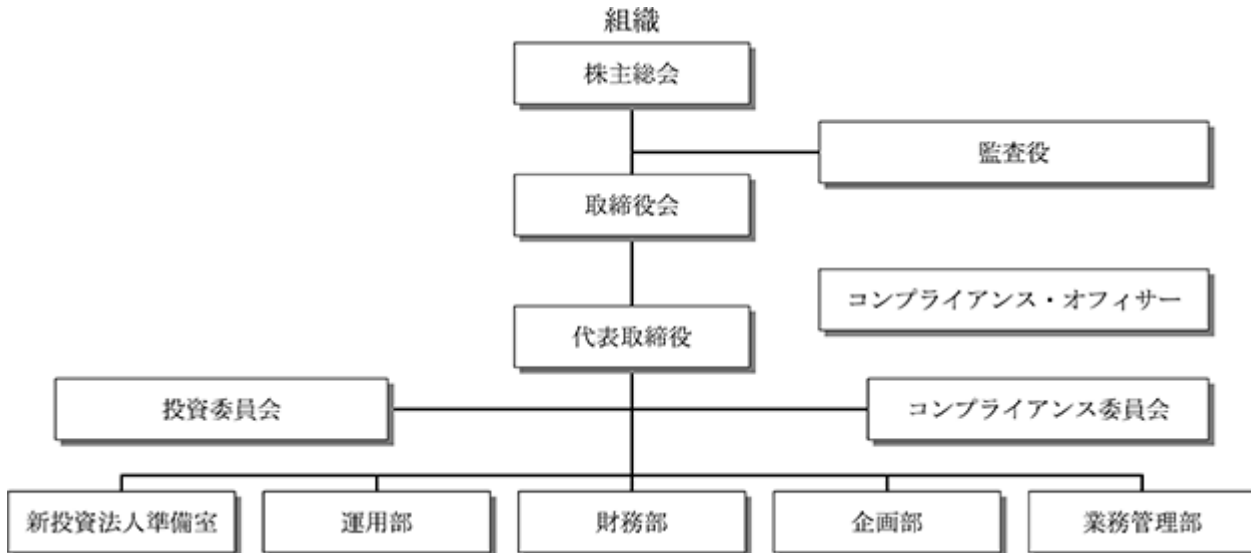 組織
株主総会
監査役
取締役会
コンプライアンス・オフィサー
代表取締役
投資委員会
コンプライアンス委員会
新投資法人準備室
運用部
財務部
企画部
業務管理部